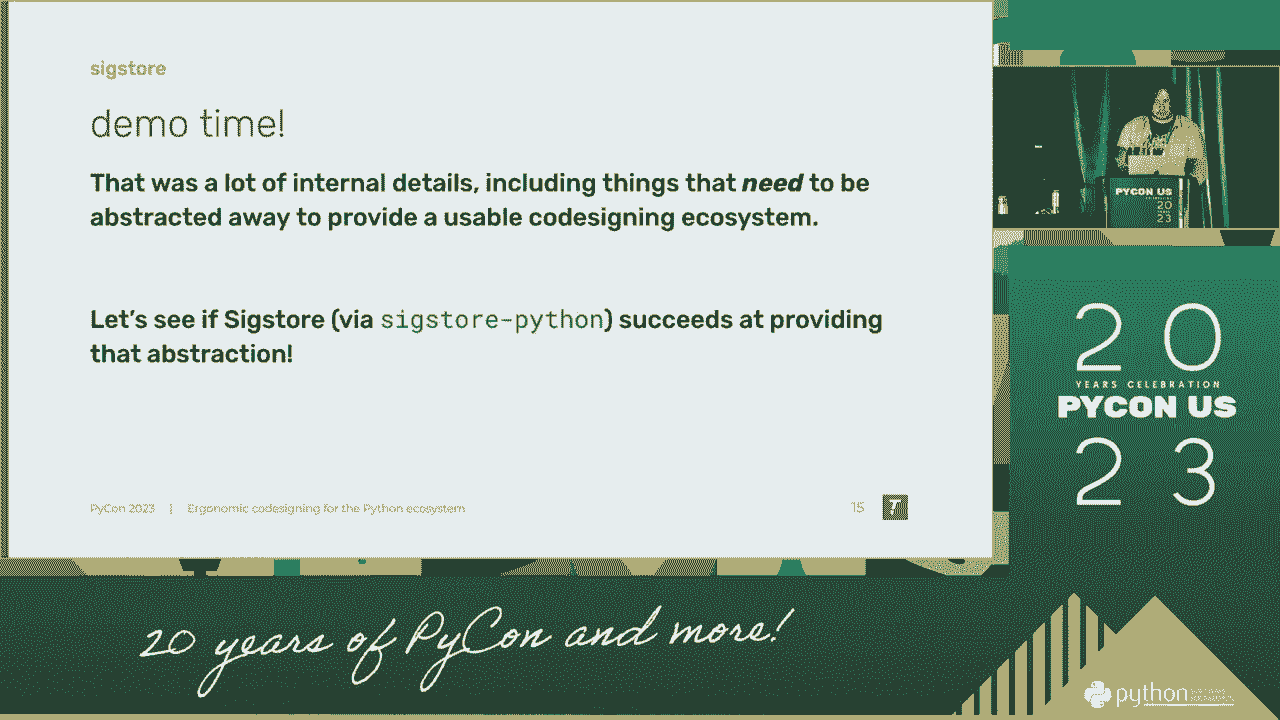 sigstore
demo time!
That was a lot of internal details, including things that need to be
abstracted away to provide a usable codesigning ecosystem.
Let's see if Sigstore (via sigstore-python) succeeds at providing
that abstraction!
PyCon 2023 | Ergonomic codesigning for the Python ecosystem
15
T
PYCON US
20
23
20
YEARS CELEBRATION
PYCON US
23
20 years of PyCon and more!
python